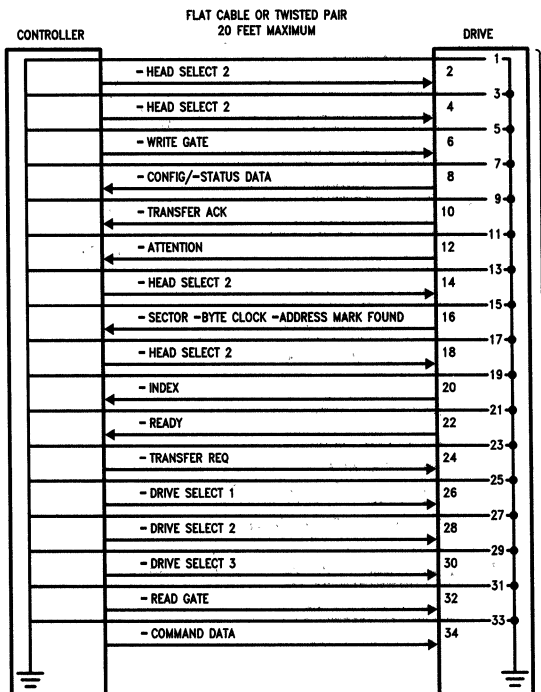 FLAT CABLE OR TWISTED PAIR
20 FEET MAXIMUM
CONTROLLER
DRIVE
1
- HEAD SELECT 2
2
3
- HEAD SELECT 2
4
5
- WRITE GATE
6
7
- CONFIG/-STATUS DATA
8
9
- TRANSFER ACK
10
11
- ATTENTION
12
13
- HEAD SELECT 2
14
15
- SECTOR -BYTE CLOCK -ADDRESS MARK FOUND
16
17
- HEAD SELECT 2
18
19
- INDEX
20
21
- READY
22
23
- TRANSFER REQ
24
25
- DRIVE SELECT 1
26
27
- DRIVE SELECT 2
28
29
- DRIVE SELECT 3
30
31
- READ GATE
32
33
- COMMAND DATA
34